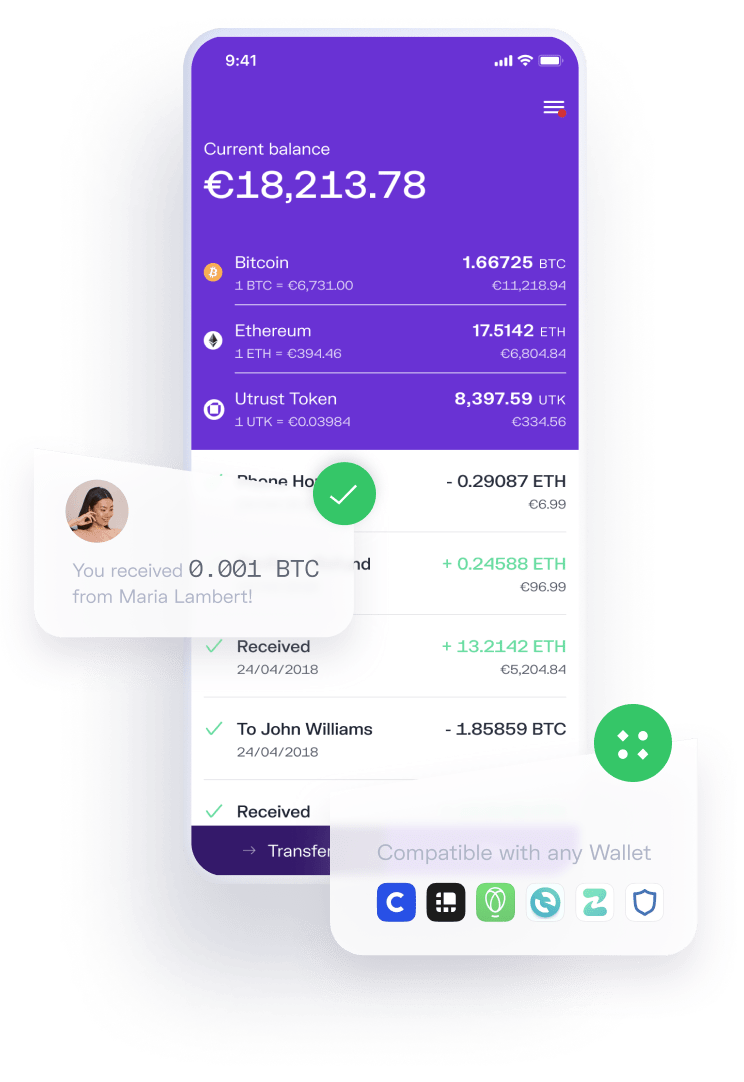 9:41
Current balance
€18,213.78
Bitcoin 1.66725 BTC
1 BTC = €6,731.00 €11,218.94
Ethereum 17.5142 ETH
1 ETH = €394.46 €6,804.84
Utrust Token 8,397.59 UTK
1 UTK = €0.03984 €334.56
Phone - 0.29087 ETH
€6.99
+ 0.24588 ETH
€96.99
You received 0.001 BTC
from Maria Lambert!
Received + 13.2142 ETH
24/04/2018 €5,204.84
To John Williams - 1.85859 BTC
24/04/2018
Received
→ Transfer
Compatible with any Wallet